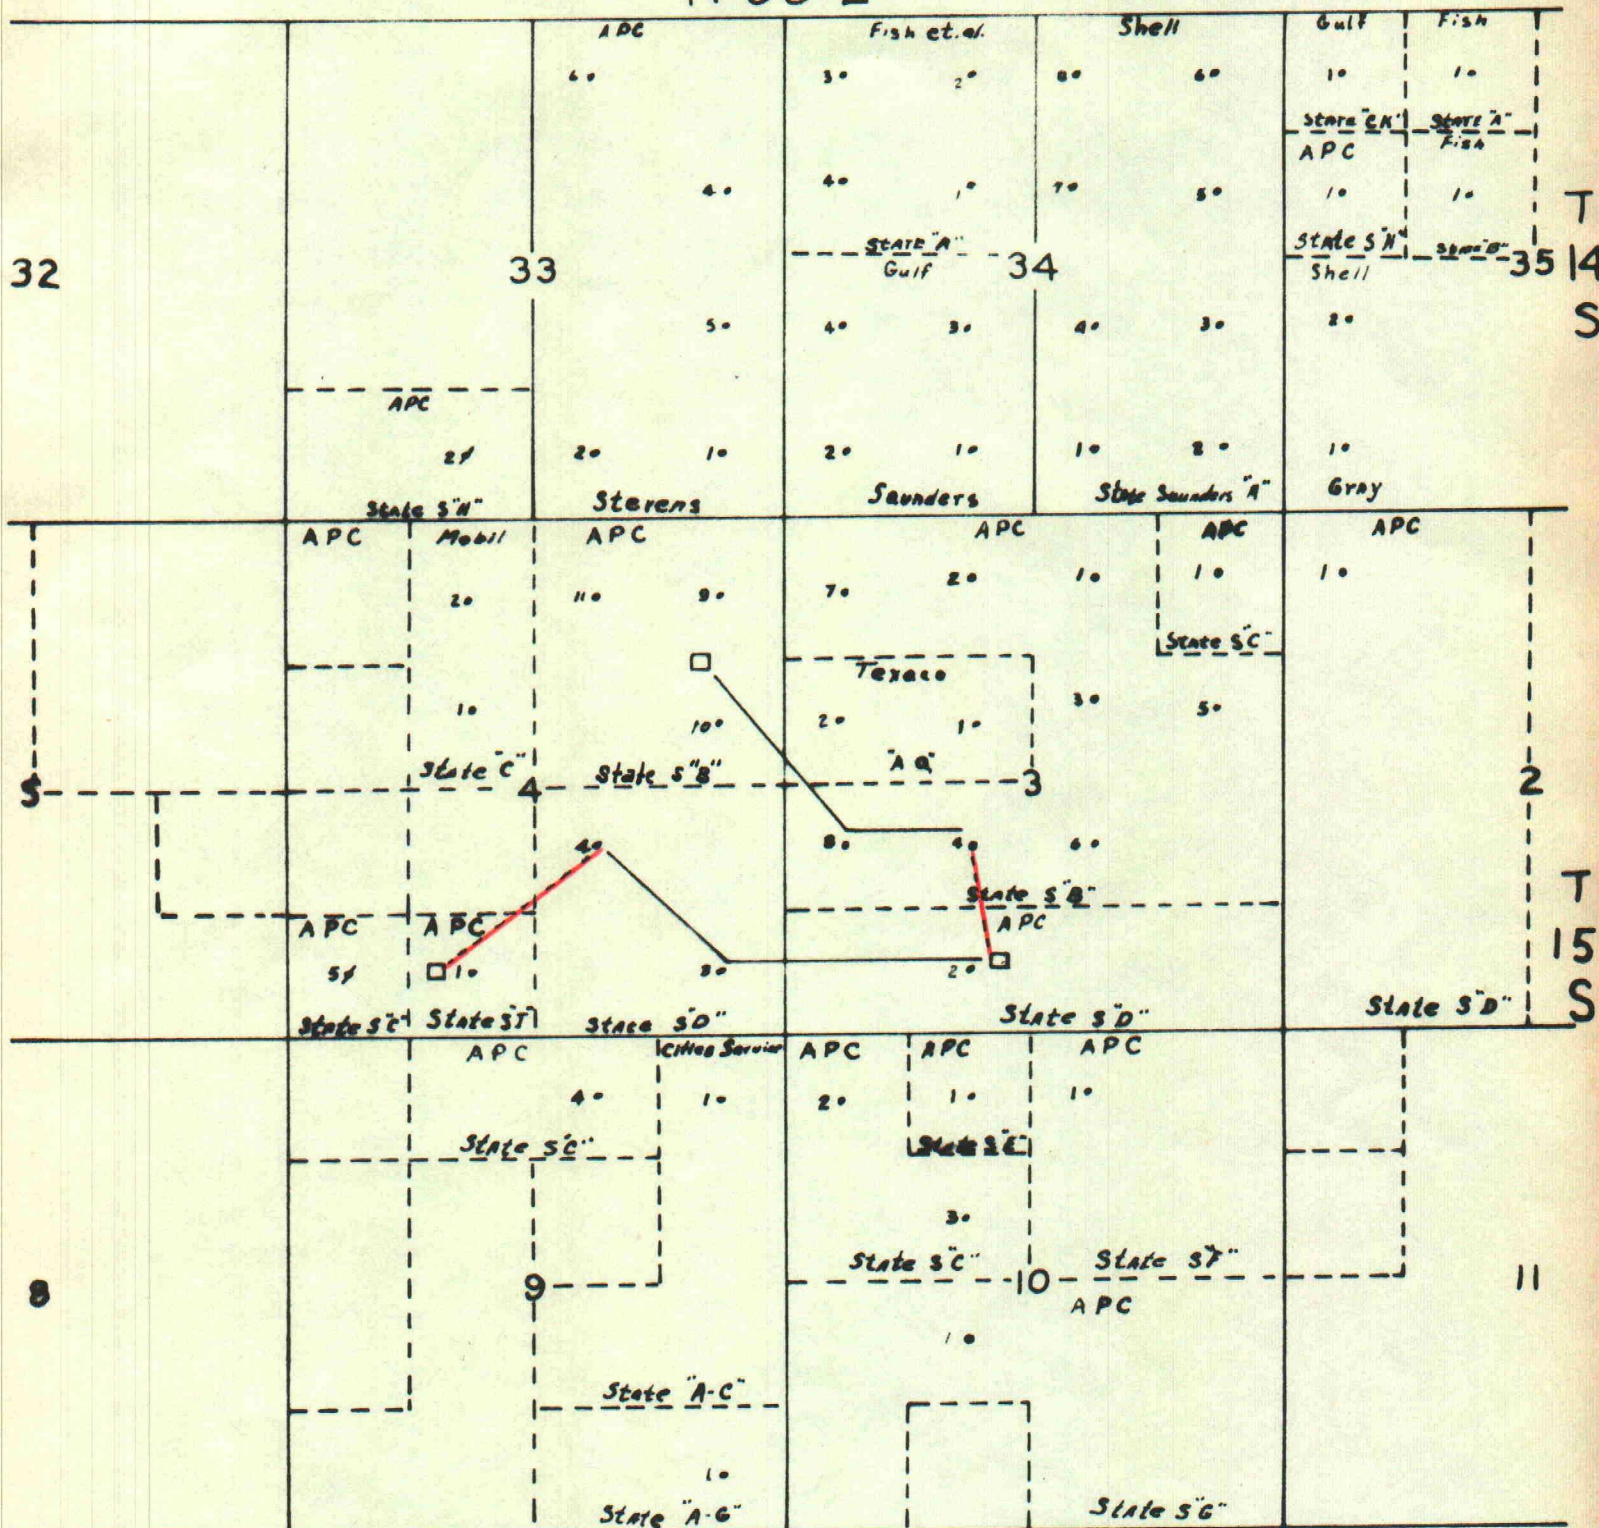 APC Fish et.al. Shell Gulf Fish
6 3 2 8 6 1 1
State "CK" State "A"
APC Fish
4 4 1 7 5 1 1
State "A" State S "H"
32 33 Gulf 34 Shell 35 14
T
S
5 4 3 4 3 2
APC
2 2 1 2 1 1 2 1
State S "H" Stevens Saunders State Saunders "A" Gray
APC Mobil APC APC APC APC
2 11 9 7 2 1 1 1
State S "C"
Texaco
1 10 2 1 3 5
State "C" State S "B" "AQ"
5 4 3 2
4 8 4 6
State S "B"
APC APC APC
T
15
S
5 1 3 2
State S "C" State S "I" State S "D" State S "D" State S "D"
APC Cities Service APC APC APC
4 1 2 1 1
State S "C" State S "E"
3
State S "C" State S "F"
8 9 10 11
APC
1
State "A-C"
1
State "A-G" State S "G"